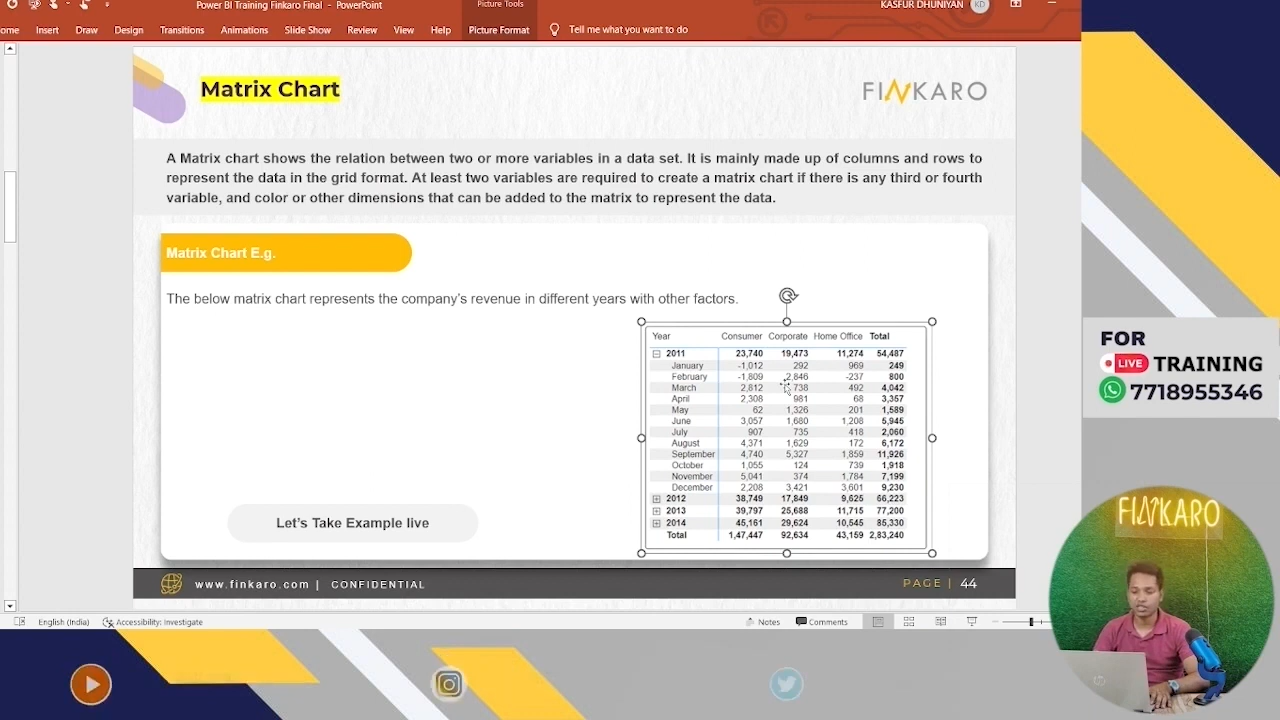 Power BI Training Finkaro Final - PowerPoint
Picture Tools
KASFUR DHUNIYAN
KD
ome Insert Draw Design Transitions Animations Slide Show Review View Help Picture Format Tell me what you want to do
Matrix Chart
FINKARO
A Matrix chart shows the relation between two or more variables in a data set. It is mainly made up of columns and rows to
represent the data in the grid format. At least two variables are required to create a matrix chart if there is any third or fourth
variable, and color or other dimensions that can be added to the matrix to represent the data.
Matrix Chart E.g.
The below matrix chart represents the company's revenue in different years with other factors.
Year Consumer Corporate Home Office Total
2011 23,740 19,473 11,274 54,487
January -1,012 292 969 249
February -1,809 2,846 -237 800
March 2,812 738 492 4,042
April 2,308 981 68 3,357
May 62 1,326 201 1,589
June 3,057 1,680 1,208 5,945
July 907 735 418 2,060
August 4,371 1,629 172 6,172
September 4,740 5,327 1,859 11,926
October 1,055 124 739 1,918
November 5,041 374 1,784 7,199
December 2,208 3,421 3,601 9,230
2012 38,749 17,849 9,625 66,223
2013 39,797 25,688 11,715 77,200
2014 45,161 29,624 10,545 85,330
Total 1,47,447 92,634 43,159 2,83,240
Let's Take Example live
www.finkaro.com | CONFIDENTIAL
PAGE | 44
English (India) Accessibility: Investigate Notes Comments
FOR
LIVE TRAINING
7718955346
FINKARO